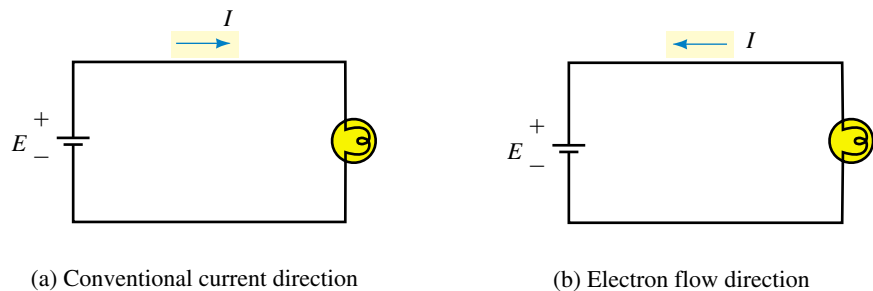 I
+
E
−
(a) Conventional current direction
I
+
E
−
(b) Electron flow direction